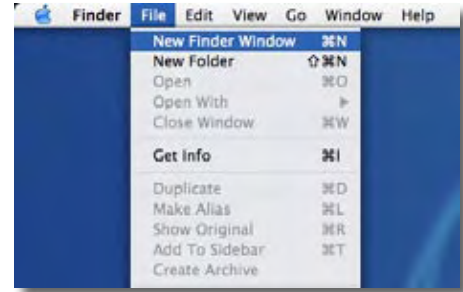 Finder File Edit View Go Window Help
New Finder Window ⌘N
New Folder ⇧⌘N
Open ⌘O
Open With ▶
Close Window ⌘W
Get Info ⌘I
Duplicate ⌘D
Make Alias ⌘L
Show Original ⌘R
Add To Sidebar ⌘T
Create Archive